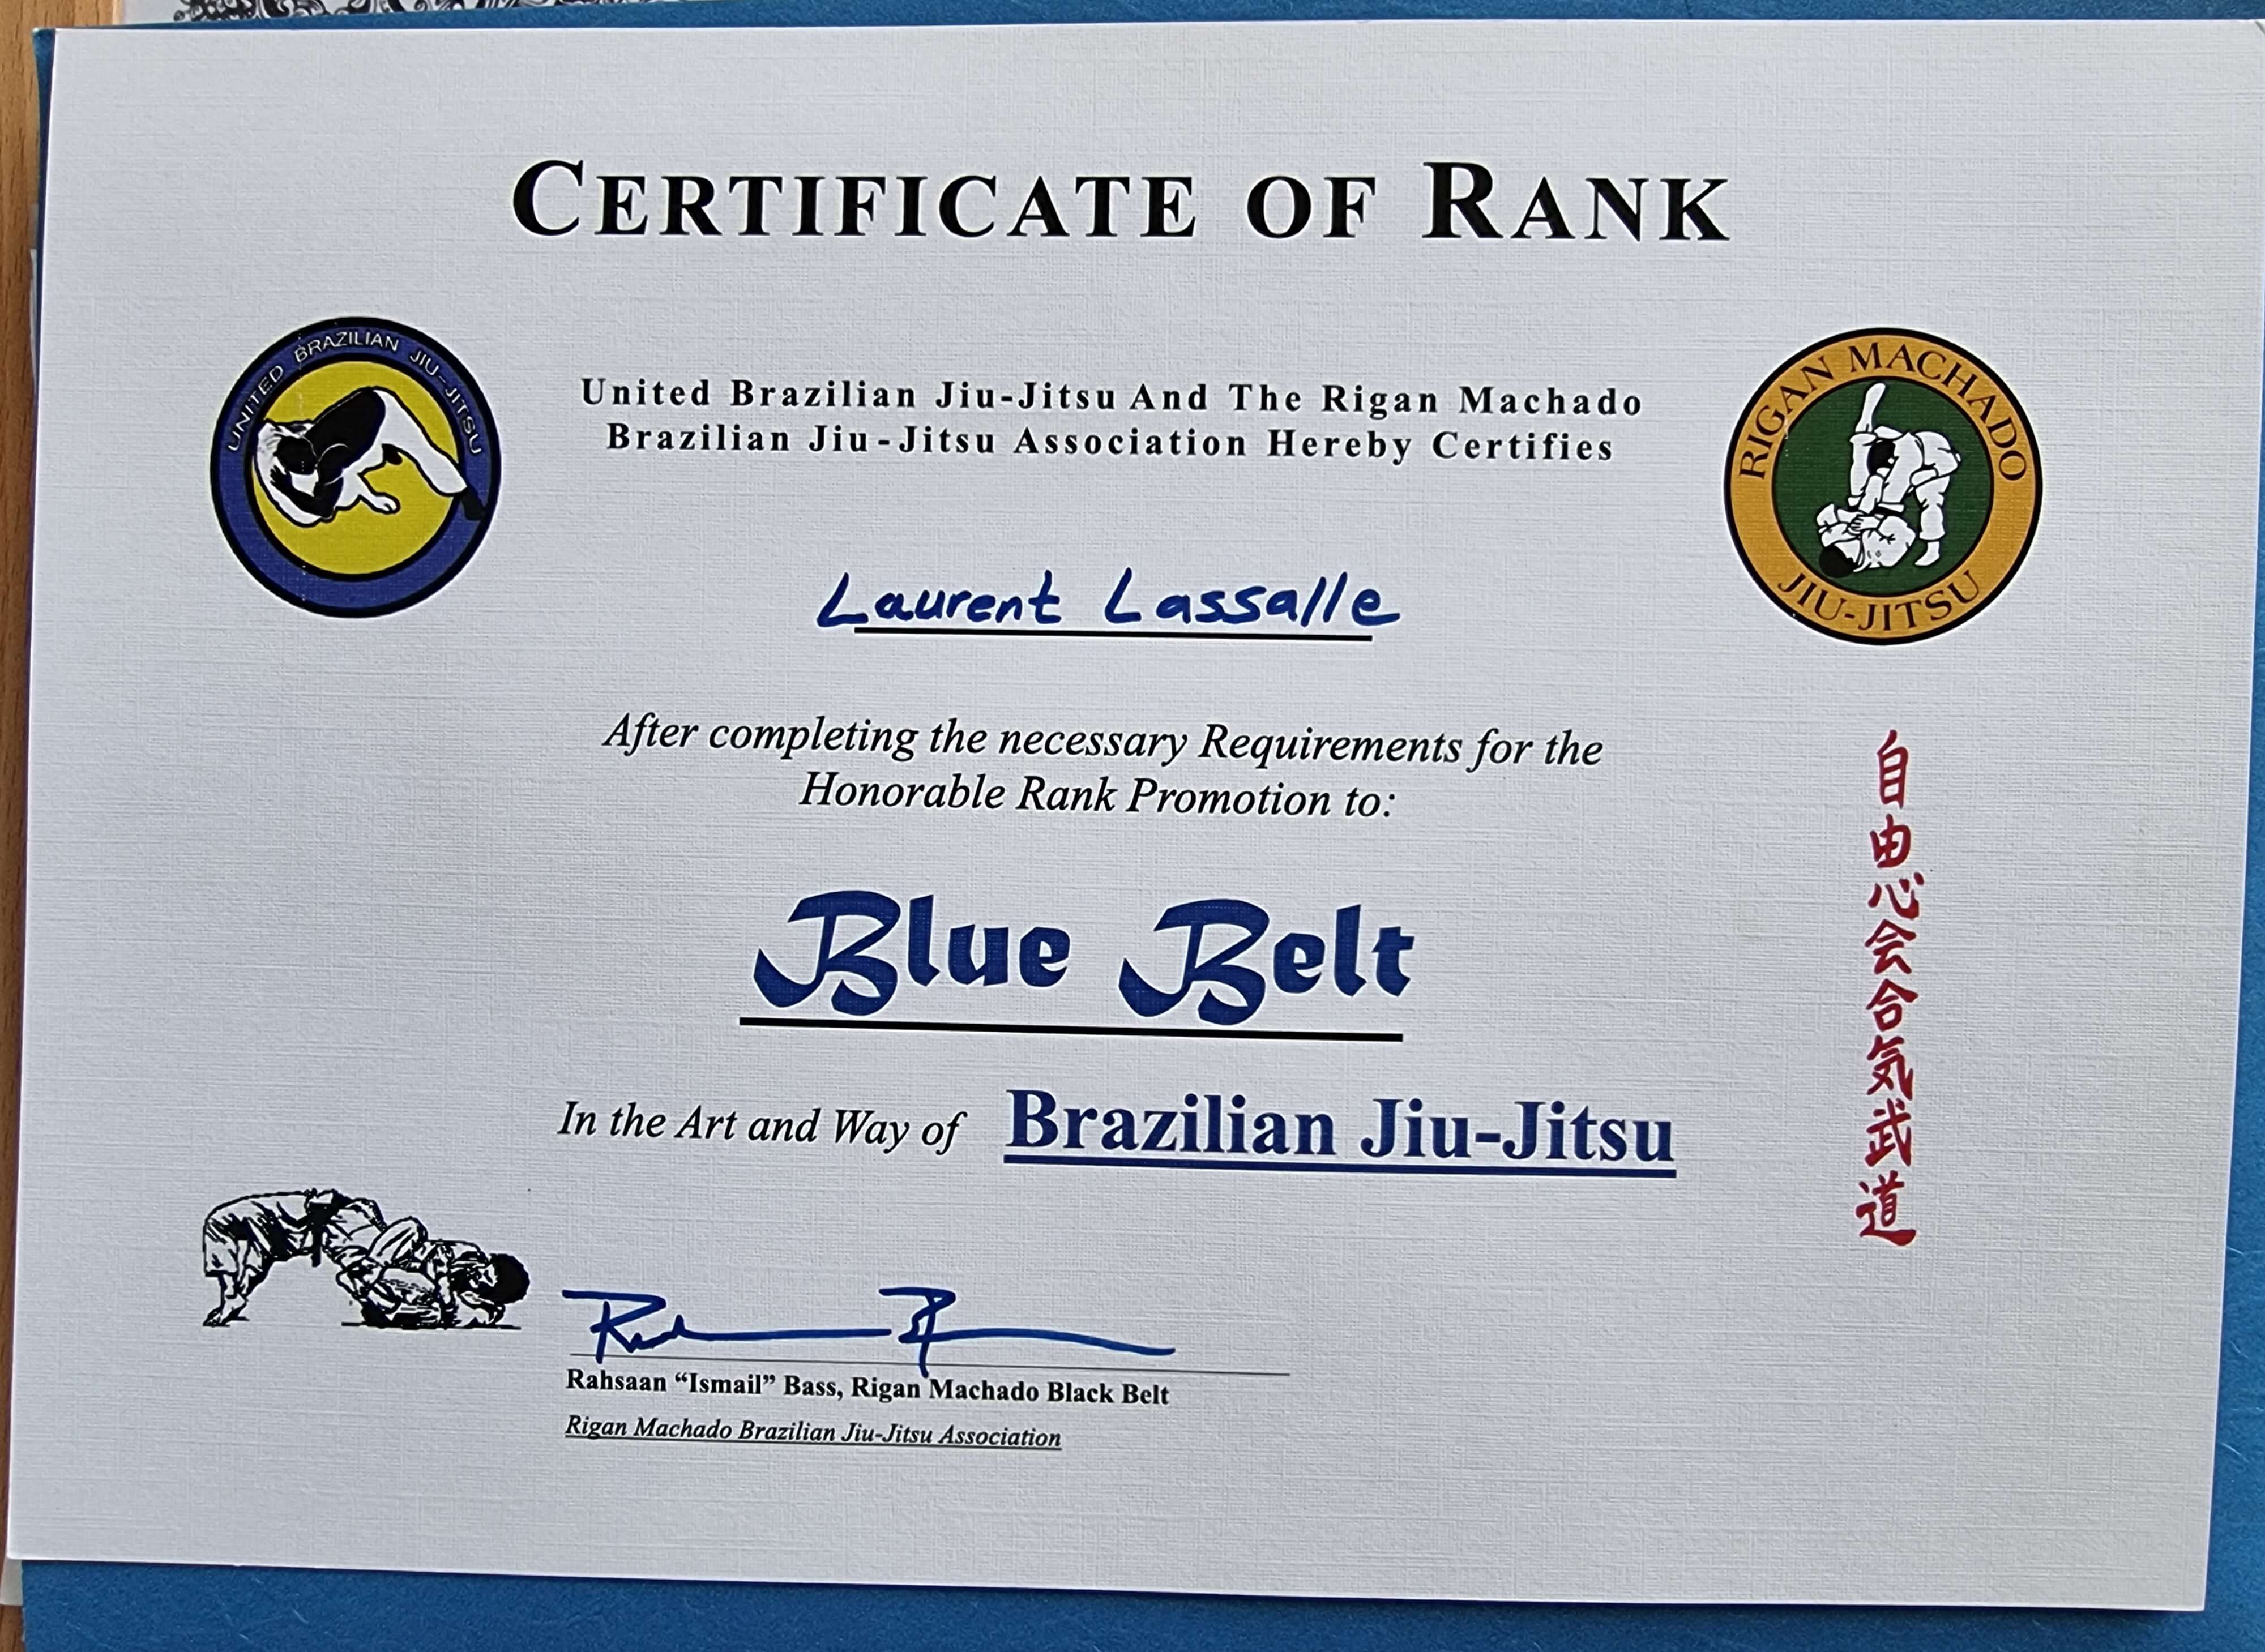 CERTIFICATE OF RANK
UNITED BRAZILIAN JIU-JITSU
RIGAN MACHADO
JIU-JITSU
United Brazilian Jiu-Jitsu And The Rigan Machado
Brazilian Jiu-Jitsu Association Hereby Certifies
Laurent Lassalle
After completing the necessary Requirements for the
Honorable Rank Promotion to:
Blue Belt
In the Art and Way of Brazilian Jiu-Jitsu
自由心会合気武道
Rahsaan “Ismail” Bass, Rigan Machado Black Belt
Rigan Machado Brazilian Jiu-Jitsu Association